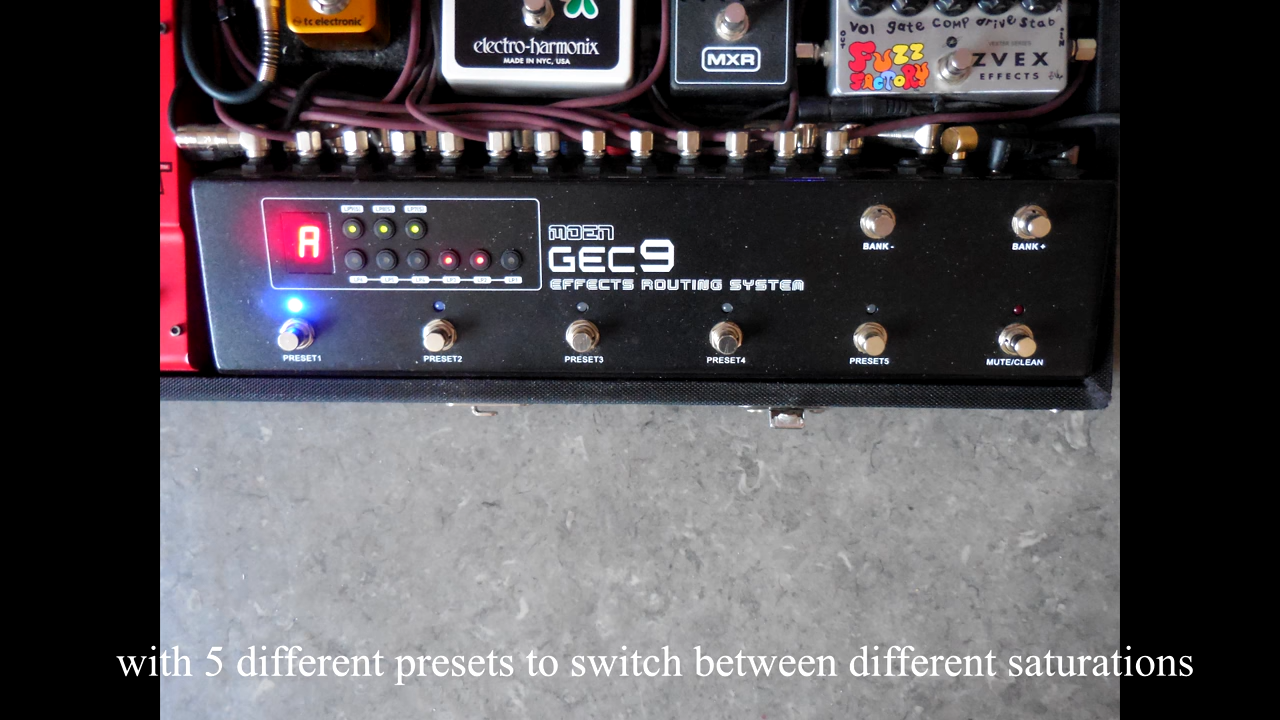 tc electronic
electro-harmonix
MADE IN NYC, USA
MXR
Vol gate COMP drive Stab
OUT
IN
FUZZ
FACTORY
ZVEX
EFFECTS
A
MOEN
GEC9
EFFECTS ROUTING SYSTEM
BANK -
BANK +
PRESET1
PRESET2
PRESET3
PRESET4
PRESET5
MUTE/CLEAN
with 5 different presets to switch between different saturations